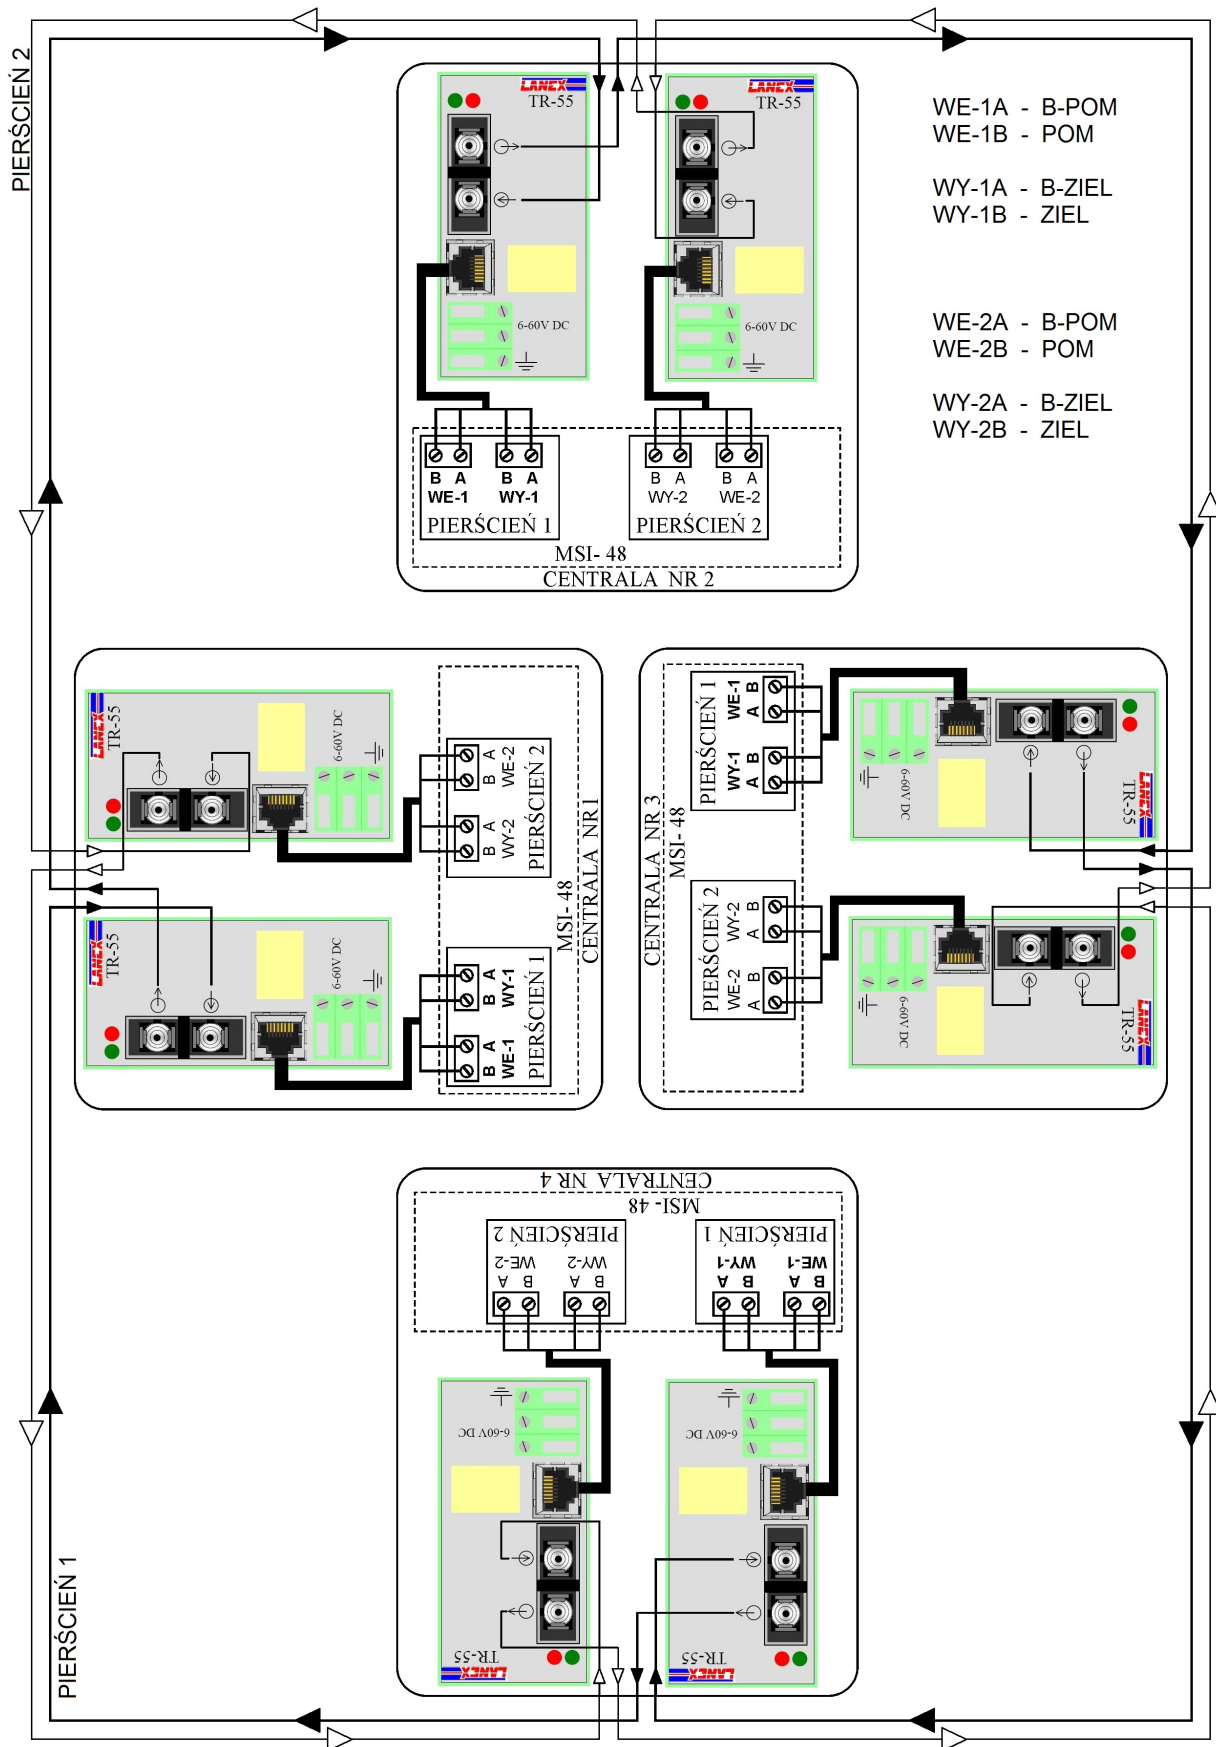 PIERŚCIEŃ 2
LANEX
TR-55
6-60V DC
LANEX
TR-55
6-60V DC
WE-1A - B-POM
WE-1B - POM
WY-1A - B-ZIEL
WY-1B - ZIEL
WE-2A - B-POM
WE-2B - POM
WY-2A - B-ZIEL
WY-2B - ZIEL
B A B A
WE-1 WY-1
PIERŚCIEŃ 1
B A B A
WY-2 WE-2
PIERŚCIEŃ 2
MSI- 48
CENTRALA NR 2
LANEX
TR-55
6-60V DC
B A
WE-2
B A
WY-2
PIERŚCIEŃ 2
LANEX
TR-55
6-60V DC
B A
WY-1
B A
WE-1
PIERŚCIEŃ 1
MSI- 48
CENTRALA NR1
CENTRALA NR 3
MSI- 48
PIERŚCIEŃ 1
WE-1
A B
WY-1
A B
6-60V DC
TR-55
LANEX
PIERŚCIEŃ 2
WY-2
A B
WE-2
A B
6-60V DC
TR-55
LANEX
CENTRALA NR 4
MSI- 48
PIERŚCIEŃ 2
WE-2 WY-2
A B A B
PIERŚCIEŃ 1
WY-1 WE-1
A B A B
6-60V DC
TR-55
LANEX
6-60V DC
TR-55
LANEX
PIERŚCIEŃ 1